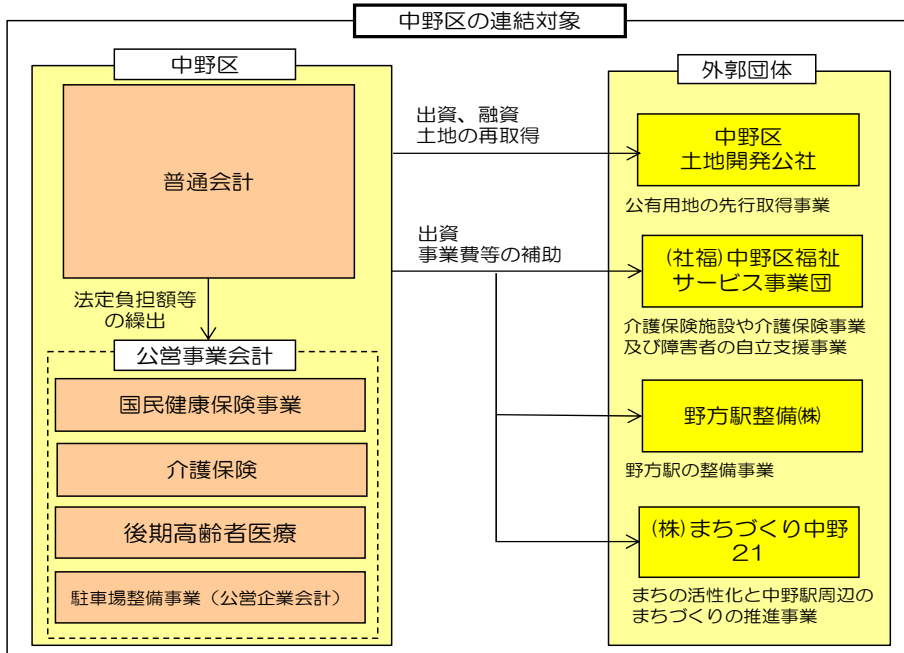 中野区の連結対象
中野区
普通会計
法定負担額等
の繰出
公営事業会計
国民健康保険事業
介護保険
後期高齢者医療
駐車場整備事業（公営企業会計）
出資、融資
土地の再取得
出資
事業費等の補助
外郭団体
中野区
土地開発公社
公有用地の先行取得事業
(社福)中野区福祉
サービス事業団
介護保険施設や介護保険事業
及び障害者の自立支援事業
野方駅整備㈱
野方駅の整備事業
(株)まちづくり中野
21
まちの活性化と中野駅周辺の
まちづくりの推進事業